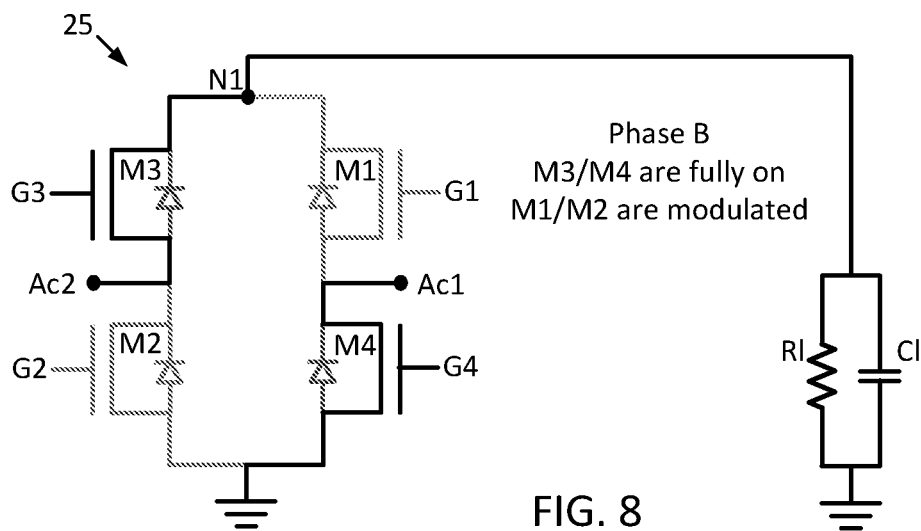 25
N1
Phase B
M3/M4 are fully on
M1/M2 are modulated
M3
M1
G3
G1
Ac2
Ac1
M2
M4
G2
G4
Rl
Cl
FIG. 8